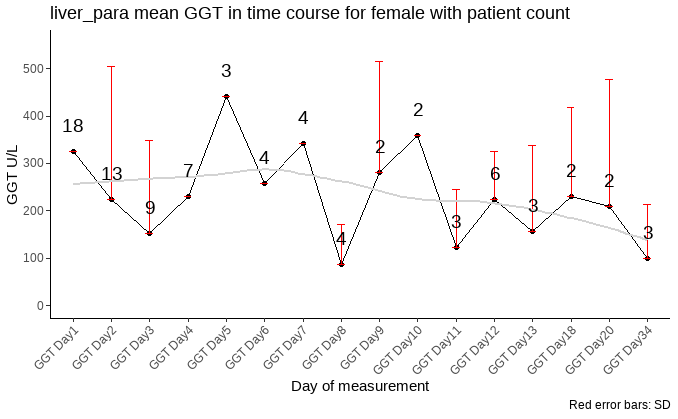 liver_para mean GGT in time course for female with patient count
GGT U/L
500
400
300
200
100
0
18
13
9
7
3
4
4
4
2
2
3
6
3
2
2
3
GGT Day1
GGT Day2
GGT Day3
GGT Day4
GGT Day5
GGT Day6
GGT Day7
GGT Day8
GGT Day9
GGT Day10
GGT Day11
GGT Day12
GGT Day13
GGT Day18
GGT Day20
GGT Day34
Day of measurement
Red error bars: SD